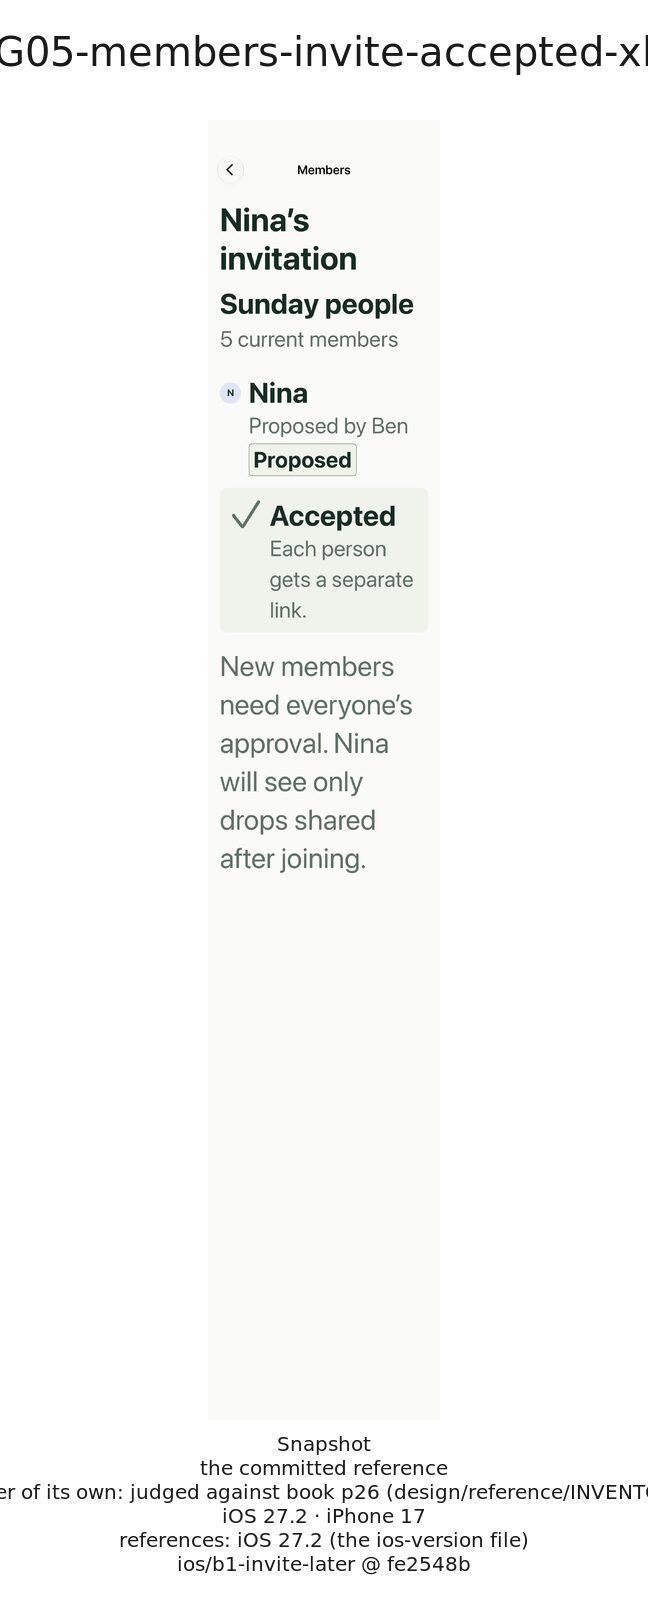 G05-members-invite-accepted-xl
Members
Nina’s
invitation
Sunday people
5 current members
N
Nina
Proposed by Ben
Proposed
Accepted
Each person
gets a separate
link.
New members
need everyone’s
approval. Nina
will see only
drops shared
after joining.
Snapshot
the committed reference
er of its own: judged against book p26 (design/reference/INVENTO
iOS 27.2 · iPhone 17
references: iOS 27.2 (the ios-version file)
ios/b1-invite-later @ fe2548b